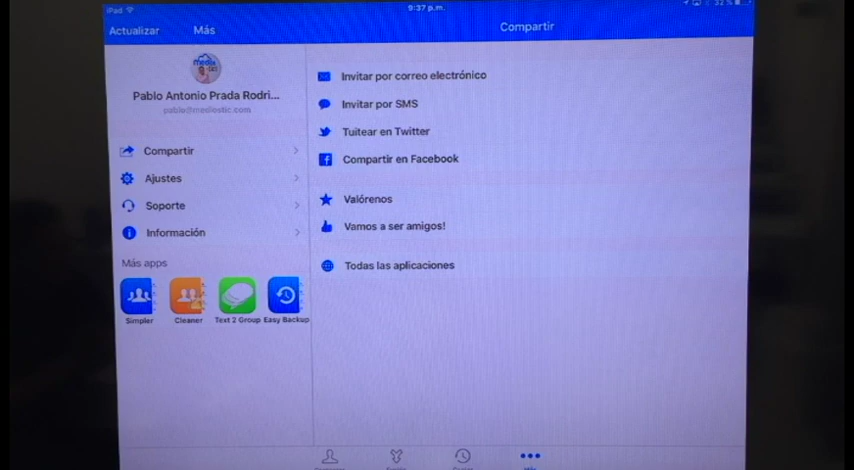 iPad
9:37 p.m.
32 %
Actualizar
Más
Compartir
Pablo Antonio Prada Rodri...
pablo@mediostic.com
Compartir
Ajustes
Soporte
Información
Más apps
Simpler
Cleaner
Text 2 Group
Easy Backup
Invitar por correo electrónico
Invitar por SMS
Tuitear en Twitter
Compartir en Facebook
Valórenos
Vamos a ser amigos!
Todas las aplicaciones
Más